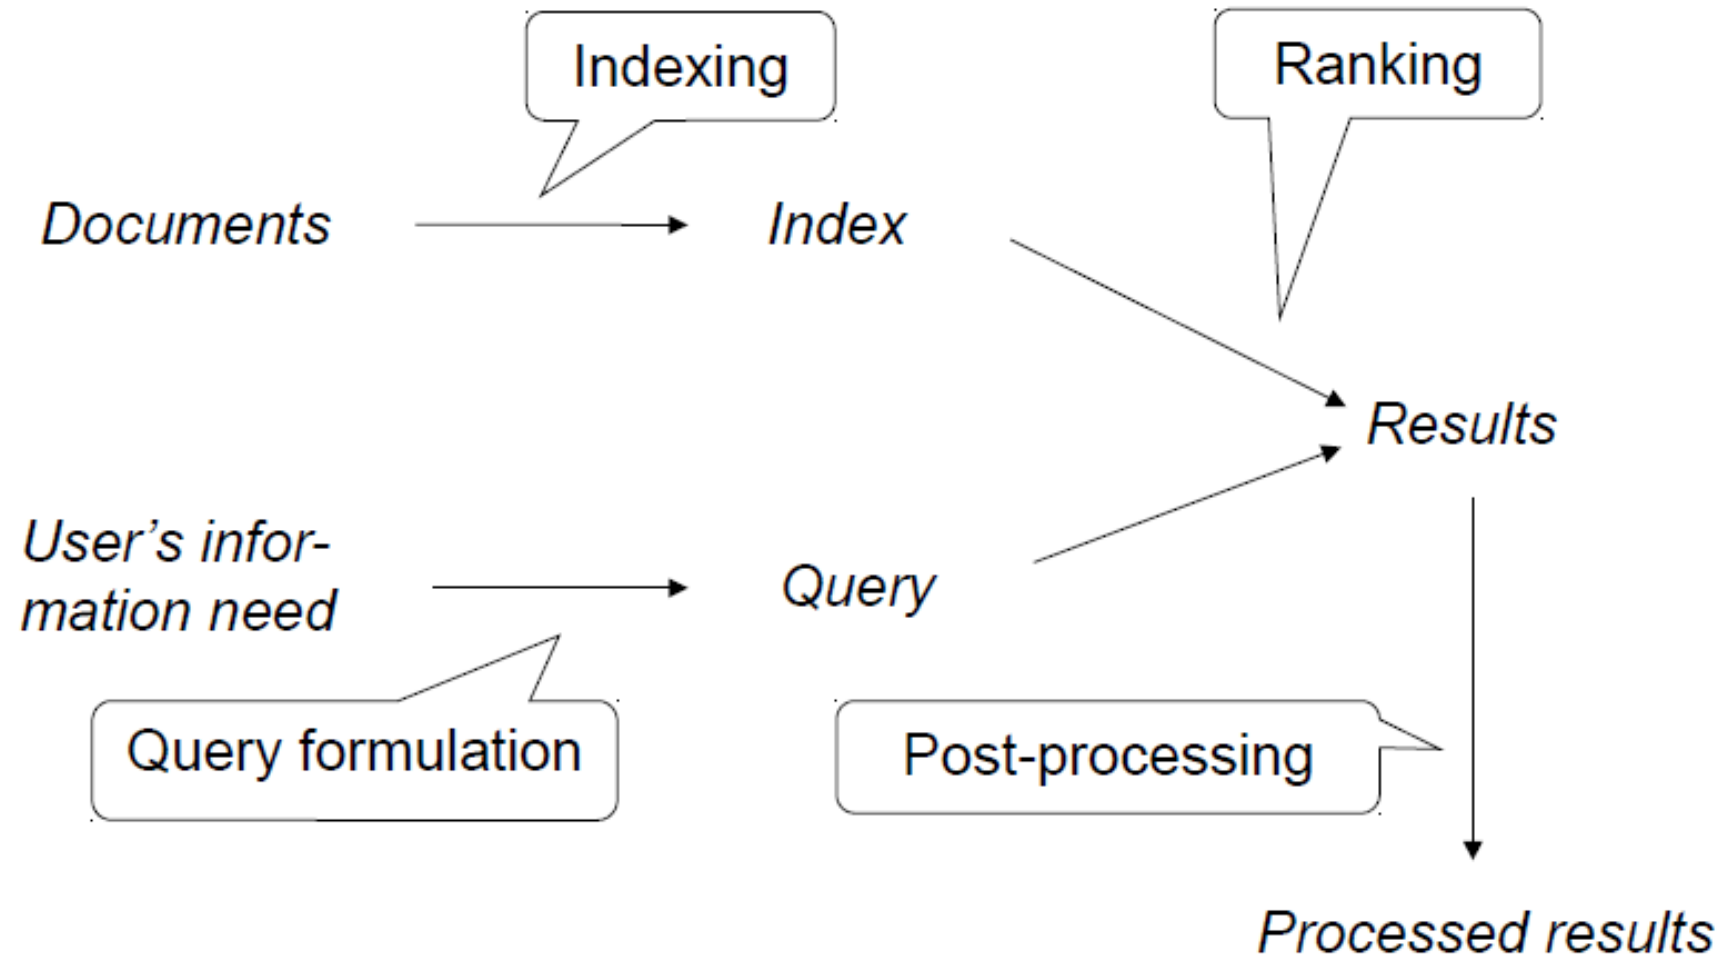 Indexing
Ranking
Documents
Index
Results
User’s infor-
mation need
Query
Query formulation
Post-processing
Processed results